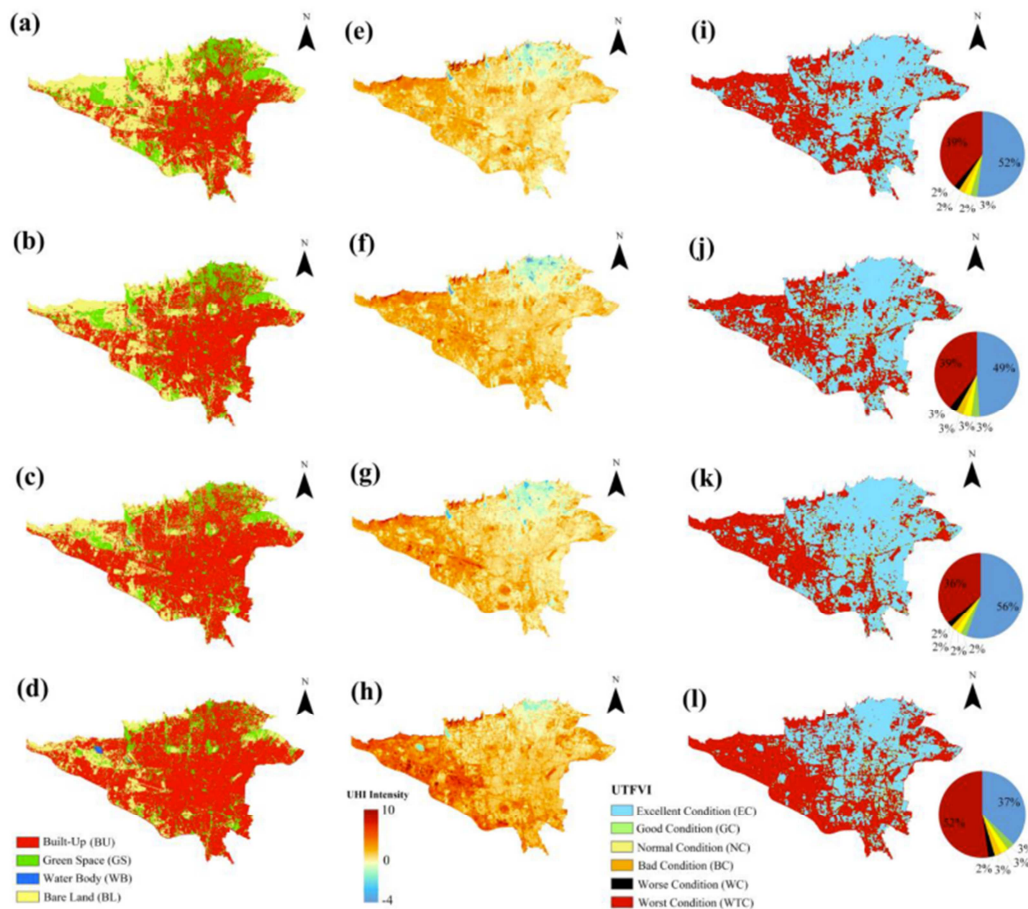 (a)
N
(e)
N
(i)
N
39%
52%
2%
2%
2%
3%
(b)
N
(f)
N
(j)
N
39%
49%
3%
3%
3%
3%
(c)
N
(g)
N
(k)
N
36%
56%
2%
2%
2%
2%
(d)
N
(h)
N
(l)
N
37%
52%
3%
3%
3%
2%
Built-Up (BU)
Green Space (GS)
Water Body (WB)
Bare Land (BL)
UHI Intensity
10
-4
UTFVI
Excellent Condition (EC)
Good Condition (GC)
Normal Condition (NC)
Bad Condition (BC)
Worse Condition (WC)
Worst Condition (WTC)